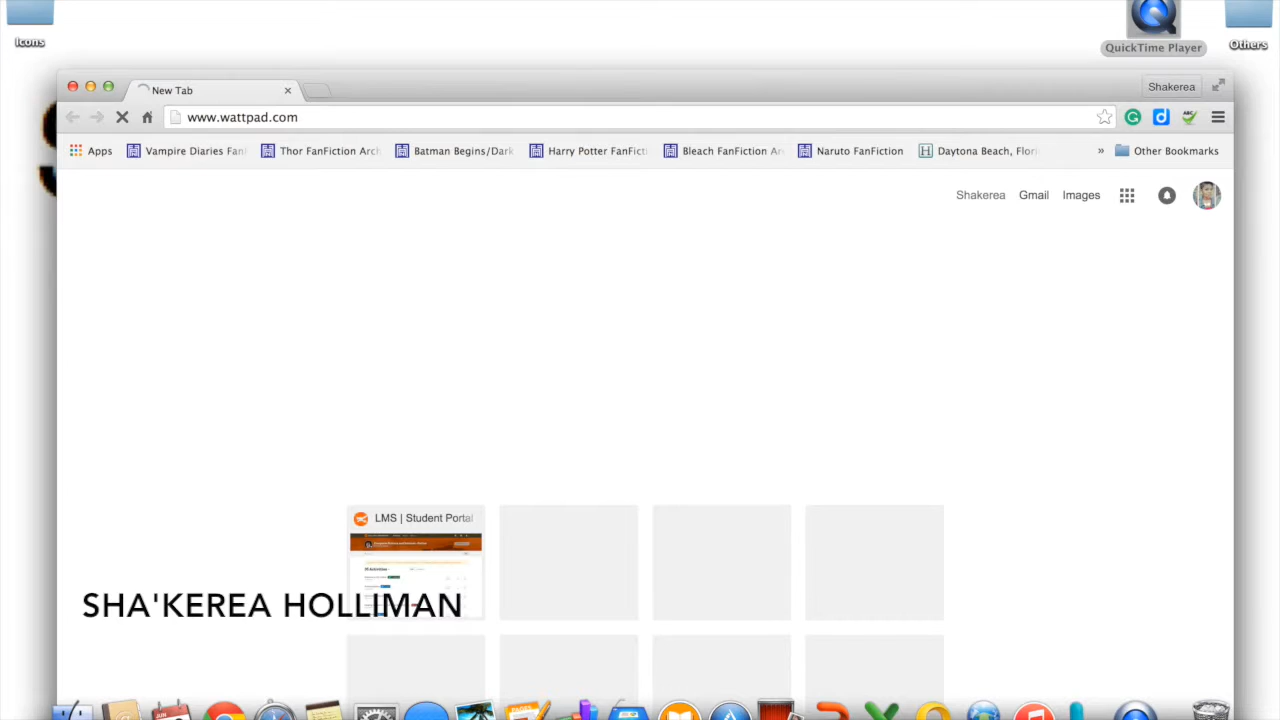 Icons
QuickTime Player
Others
New Tab
Shakerea
www.wattpad.com
ABC
Apps
Vampire Diaries Fan
Thor FanFiction Arc
Batman Begins/Dark
Harry Potter FanFict
Bleach FanFiction Ar
Naruto FanFiction
Daytona Beach, Flor
» Other Bookmarks
Shakerea Gmail Images
LMS | Student Portal
SHA'KEREA HOLLIMAN